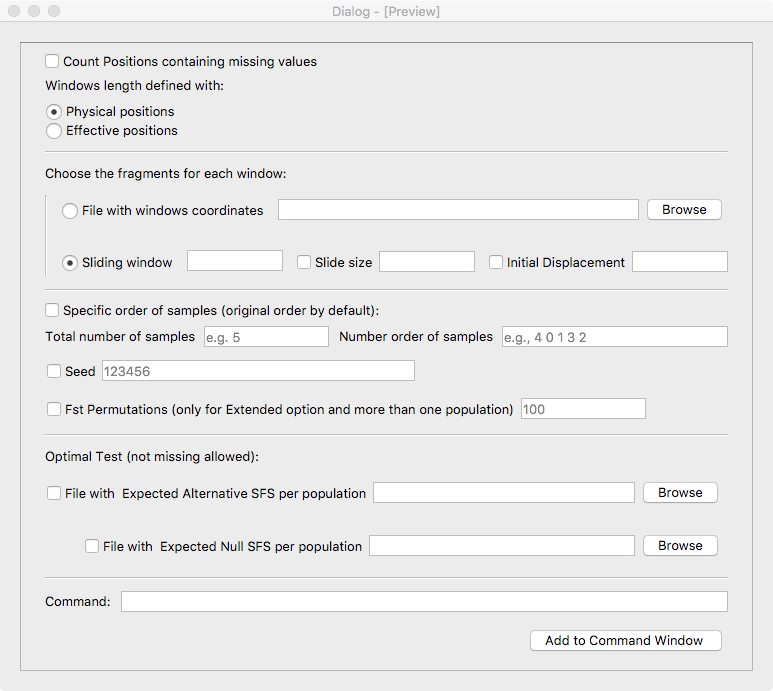 Dialog - [Preview]
Count Positions containing missing values
Windows length defined with:
Physical positions
Effective positions
Choose the fragments for each window:
File with windows coordinates Browse
Sliding window Slide size Initial Displacement
Specific order of samples (original order by default):
Total number of samples e.g. 5 Number order of samples e.g., 4 0 1 3 2
Seed 123456
Fst Permutations (only for Extended option and more than one population) 100
Optimal Test (not missing allowed):
File with Expected Alternative SFS per population Browse
File with Expected Null SFS per population Browse
Command:
Add to Command Window